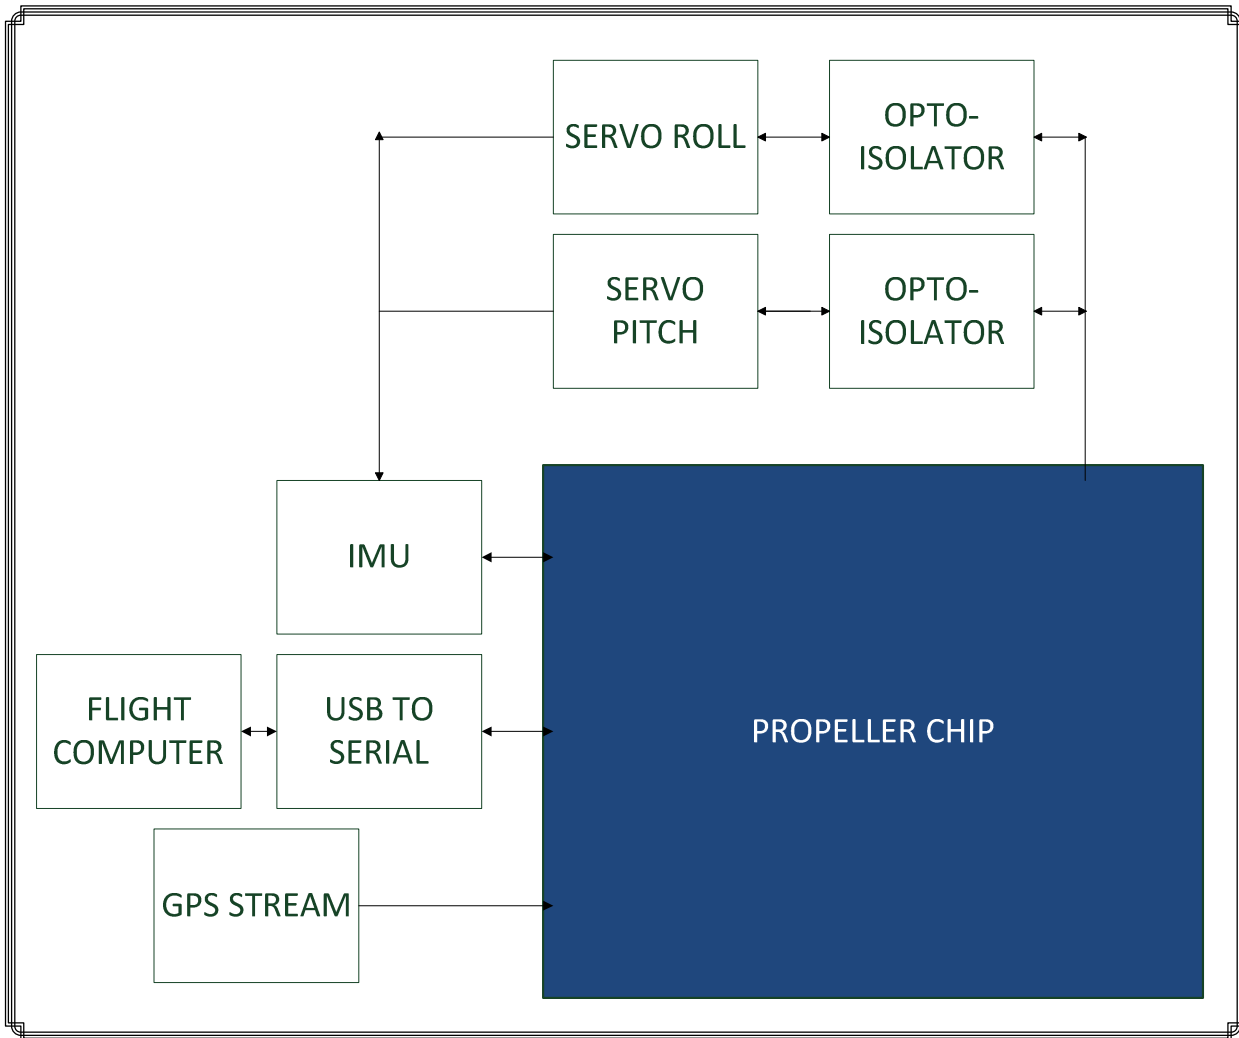 SERVO ROLL
OPTO-
ISOLATOR
SERVO
PITCH
OPTO-
ISOLATOR
IMU
FLIGHT
COMPUTER
USB TO
SERIAL
PROPELLER CHIP
GPS STREAM